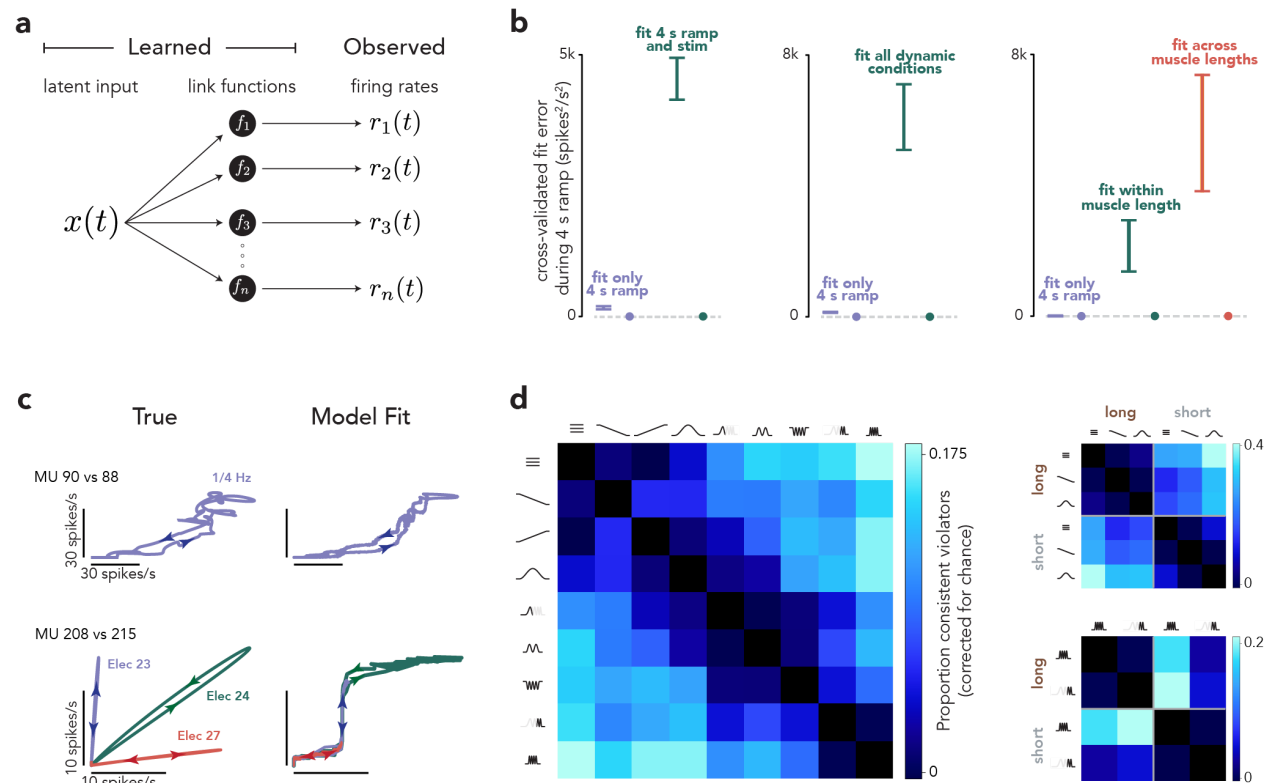 a
Learned
Observed
latent input
link functions
firing rates
x(t)
f1
f2
f3
fn
r1(t)
r2(t)
r3(t)
rn(t)
b
cross-validated fit error
during 4 s ramp (spikes²/s²)
5k
0
fit 4 s ramp
and stim
fit only
4 s ramp
8k
0
fit all dynamic
conditions
fit only
4 s ramp
8k
0
fit across
muscle lengths
fit within
muscle length
fit only
4 s ramp
c
True
Model Fit
MU 90 vs 88
1/4 Hz
30 spikes/s
30 spikes/s
MU 208 vs 215
Elec 23
Elec 24
Elec 27
10 spikes/s
10 spikes/s
d
0.175
0
Proportion consistent violators
(corrected for chance)
long
short
long
short
0.4
0
long
short
0.2
0